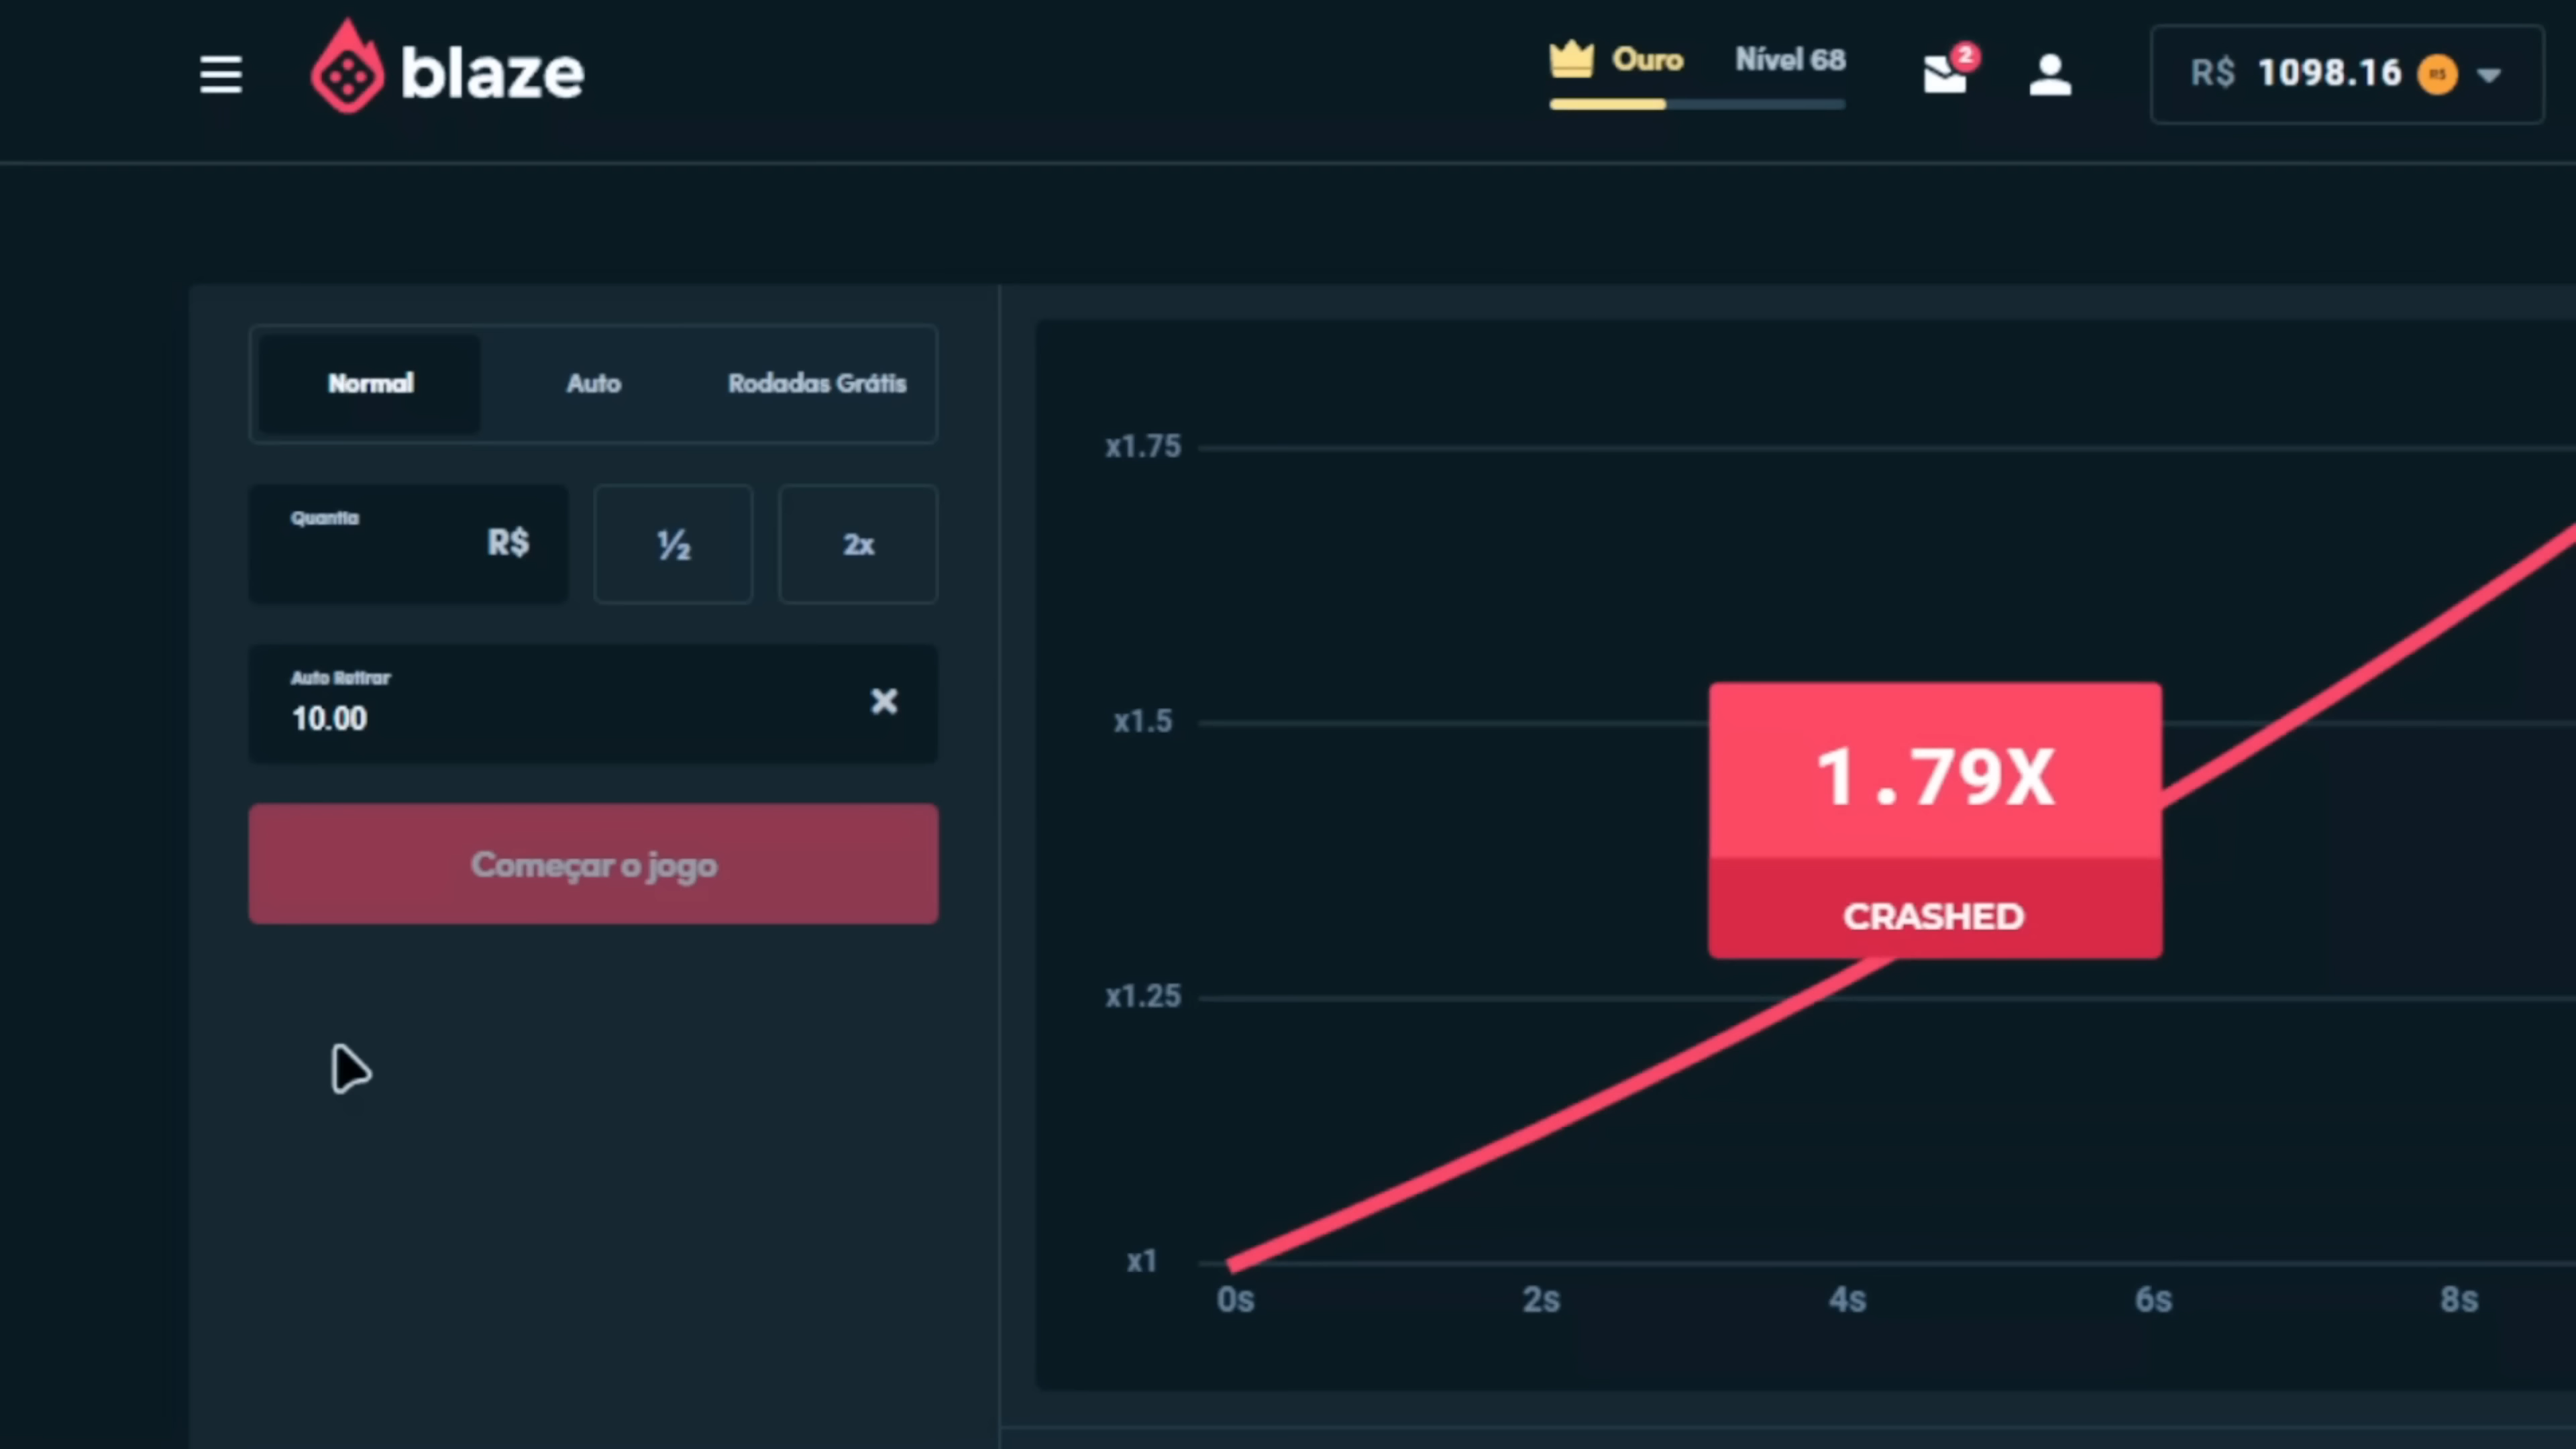 blaze
Ouro Nível 68
2
R$ 1098.16 R$
Normal Auto Rodadas Grátis
Quantia
R$ ½ 2x
Auto Retirar
10.00
Começar o jogo
x1.75
x1.5
1.79X
CRASHED
x1.25
x1
0s 2s 4s 6s 8s